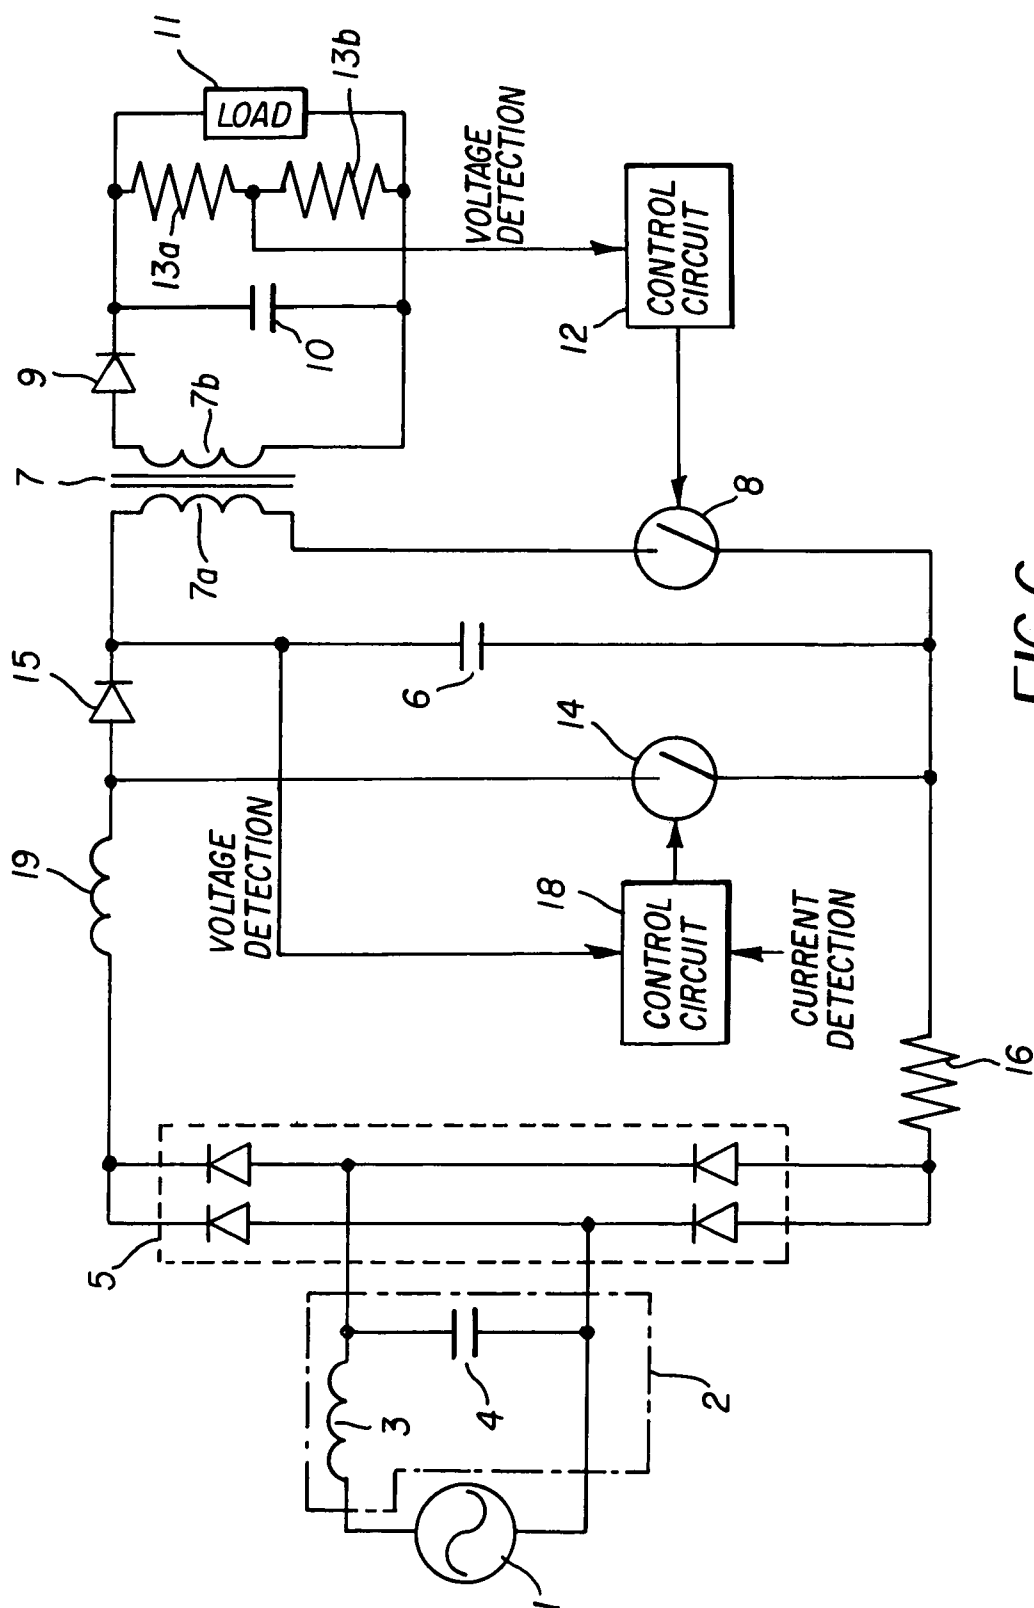 1
2
3
4
5
6
7
7a
7b
8
9
10
11
LOAD
13a
13b
VOLTAGE
DETECTION
12
CONTROL
CIRCUIT
14
15
16
18
CONTROL
CIRCUIT
CURRENT
DETECTION
VOLTAGE
DETECTION
19